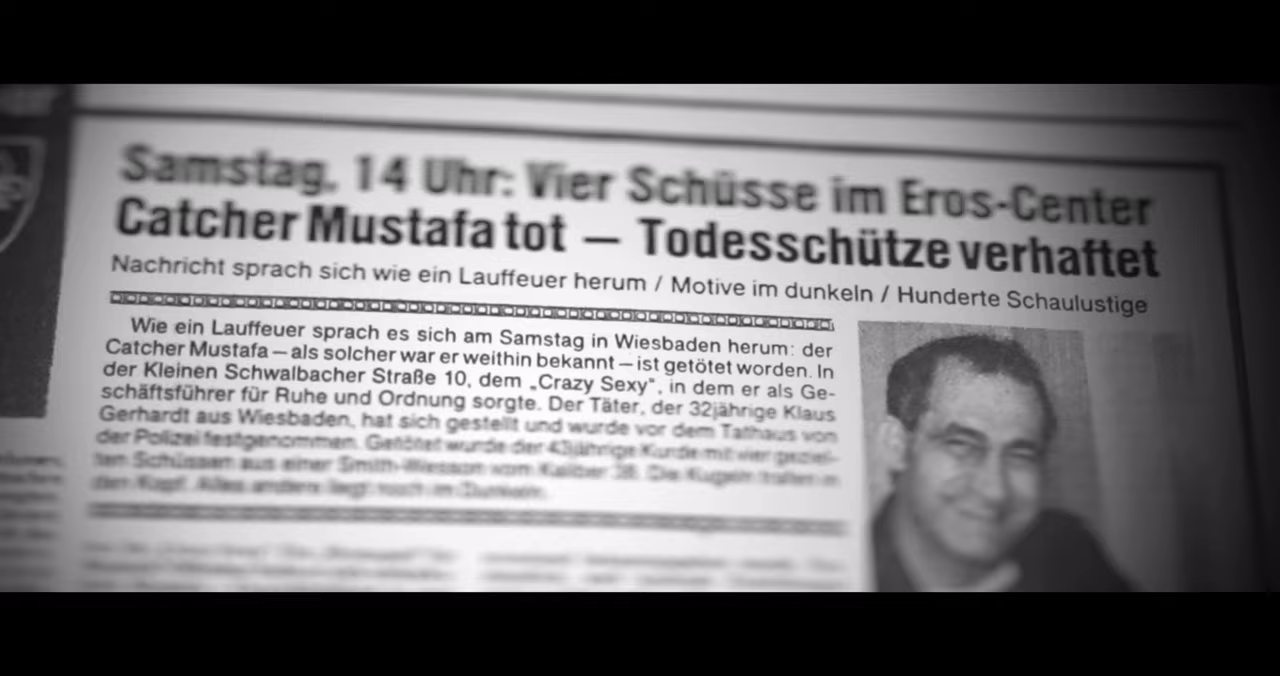 Samstag, 14 Uhr: Vier Schüsse im Eros-Center
Catcher Mustafa tot — Todesschütze verhaftet
Nachricht sprach sich wie ein Lauffeuer herum / Motive im dunkeln / Hunderte Schaulustige
Wie ein Lauffeuer sprach es sich am Samstag in Wiesbaden herum: der
Catcher Mustafa — als solcher war er weithin bekannt — ist getötet worden. In
der Kleinen Schwalbacher Straße 10, dem „Crazy Sexy“, in dem er als Ge-
schäftsführer für Ruhe und Ordnung sorgte. Der Täter, der 32jährige Klaus
Gerhardt aus Wiesbaden, hat sich gestellt und wurde vor dem Tathaus von
der Polizei festgenommen. Getötet wurde der 43jährige Kurde mit vier geziel-
ten Schüssen aus einer Smith-Wesson vom Kaliber 38. Die Kugeln trafen in
den Kopf. Alles andere liegt noch im Dunkeln.